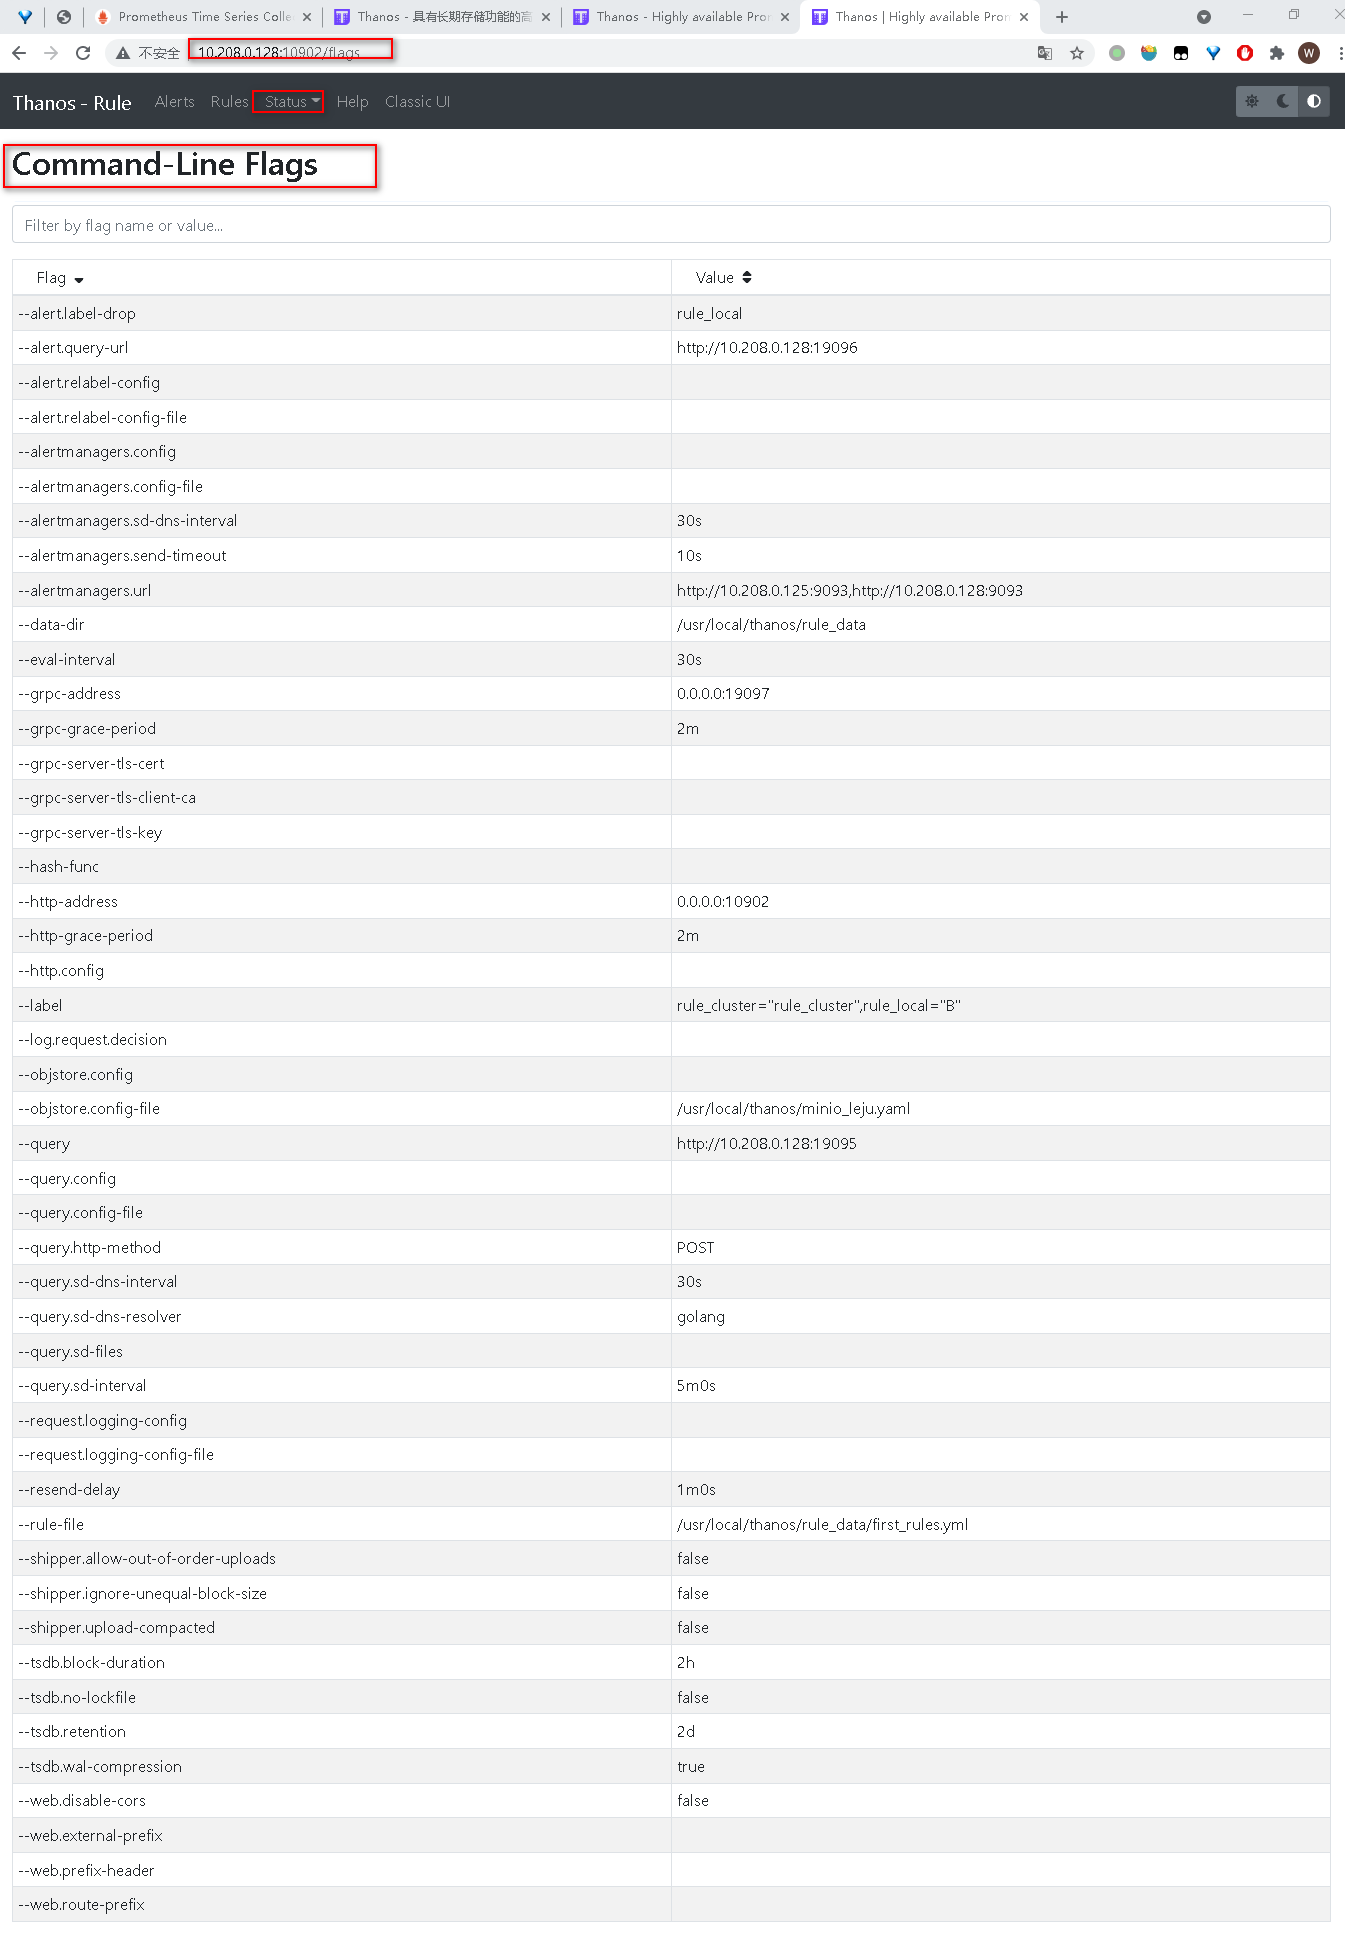 Prometheus Time Series Colle
Thanos - 具有长期存储功能的高
Thanos - Highly available Pro
Thanos | Highly available Pron
不安全
10.208.0.128:10902/flags
W
Thanos - Rule
Alerts
Rules
Status
Help
Classic UI
Command-Line Flags
Filter by flag name or value...
Flag Value
--alert.label-drop rule_local
--alert.query-url http://10.208.0.128:19096
--alert.relabel-config
--alert.relabel-config-file
--alertmanagers.config
--alertmanagers.config-file
--alertmanagers.sd-dns-interval 30s
--alertmanagers.send-timeout 10s
--alertmanagers.url http://10.208.0.125:9093,http://10.208.0.128:9093
--data-dir /usr/local/thanos/rule_data
--eval-interval 30s
--grpc-address 0.0.0.0:19097
--grpc-grace-period 2m
--grpc-server-tls-cert
--grpc-server-tls-client-ca
--grpc-server-tls-key
--hash-func
--http-address 0.0.0.0:10902
--http-grace-period 2m
--http.config
--label rule_cluster="rule_cluster",rule_local="B"
--log.request.decision
--objstore.config
--objstore.config-file /usr/local/thanos/minio_leju.yaml
--query http://10.208.0.128:19095
--query.config
--query.config-file
--query.http-method POST
--query.sd-dns-interval 30s
--query.sd-dns-resolver golang
--query.sd-files
--query.sd-interval 5m0s
--request.logging-config
--request.logging-config-file
--resend-delay 1m0s
--rule-file /usr/local/thanos/rule_data/first_rules.yml
--shipper.allow-out-of-order-uploads false
--shipper.ignore-unequal-block-size false
--shipper.upload-compacted false
--tsdb.block-duration 2h
--tsdb.no-lockfile false
--tsdb.retention 2d
--tsdb.wal-compression true
--web.disable-cors false
--web.external-prefix
--web.prefix-header
--web.route-prefix